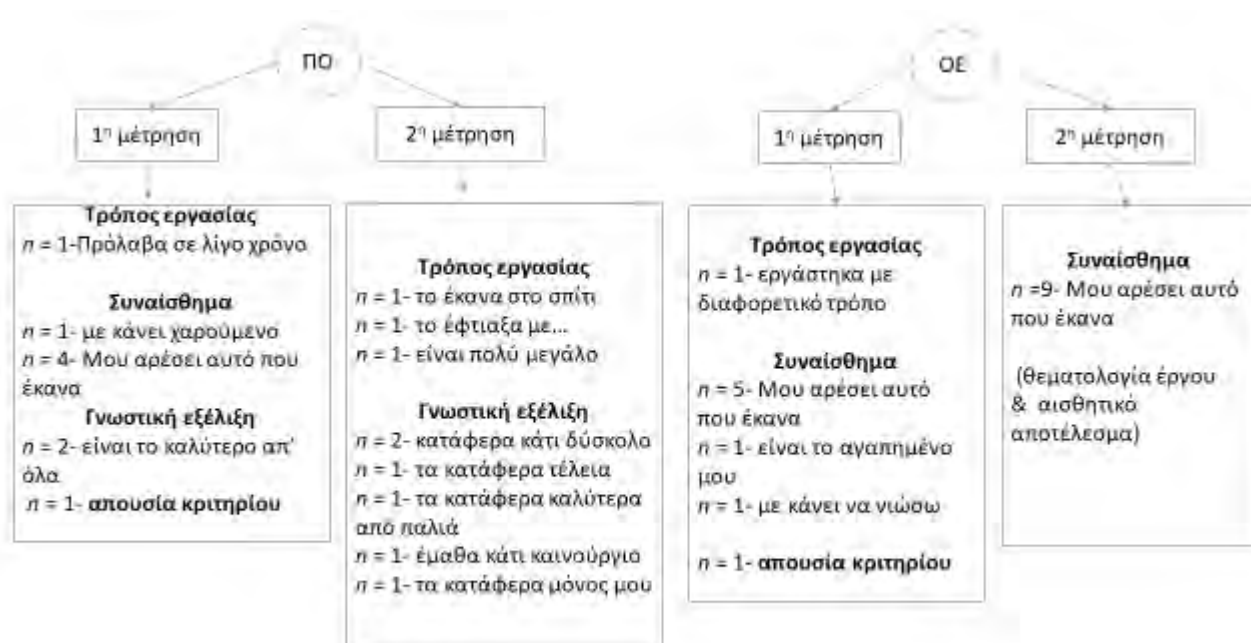 ΠΟ
1η μέτρηση
2η μέτρηση
Τρόπος εργασίας
n = 1-Πρόλαβα σε λίγο χρόνο
Συναίσθημα
n = 1- με κάνει χαρούμενο
n = 4- Μου αρέσει αυτό που
έκανα
Γνωστική εξέλιξη
n = 2- είναι το καλύτερο απ'
όλα
n = 1- απουσία κριτηρίου
Τρόπος εργασίας
n = 1- το έκανα στο σπίτι
n = 1- το έφτιαξα με...
n = 1- είναι πολύ μεγάλο
Γνωστική εξέλιξη
n = 2- κατάφερα κάτι δύσκολο
n = 1- τα κατάφερα τέλεια
n = 1- τα κατάφερα καλύτερα
από παλιά
n = 1- έμαθα κάτι καινούργιο
n = 1- τα κατάφερα μόνος μου
ΟΕ
1η μέτρηση
2η μέτρηση
Τρόπος εργασίας
n = 1- εργάστηκα με
διαφορετικό τρόπο
Συναίσθημα
n = 5- Μου αρέσει αυτό
που έκανα
n = 1- είναι το αγαπημένο
μου
n = 1- με κάνει να νιώσω
n = 1- απουσία κριτηρίου
Συναίσθημα
n =9- Μου αρέσει αυτό
που έκανα
(θεματολογία έργου
& αισθητικό
αποτέλεσμα)